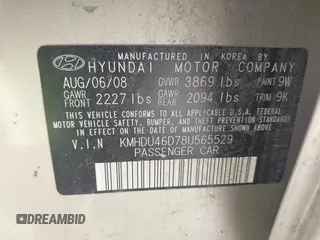 MANUFACTURED IN KOREA BY
HYUNDAI MOTOR COMPANY
AUG/06/08 GVWR 3869 lbs PAINT 9W
GAWR FRONT 2227 lbs GAWR REAR 2094 lbs TRIM 9K
THIS VEHICLE CONFORMS TO ALL APPLICABLE
FEDERAL MOTOR VEHICLE SAFETY, BUMPER,
AND THEFT PREVENTION STANDARDS IN EFFECT
ON THE DATE OF MANUFACTURE SHOWN ABOVE.
V.I.N KMHDU46D78U565529
PASSENGER CAR
DREAMBID